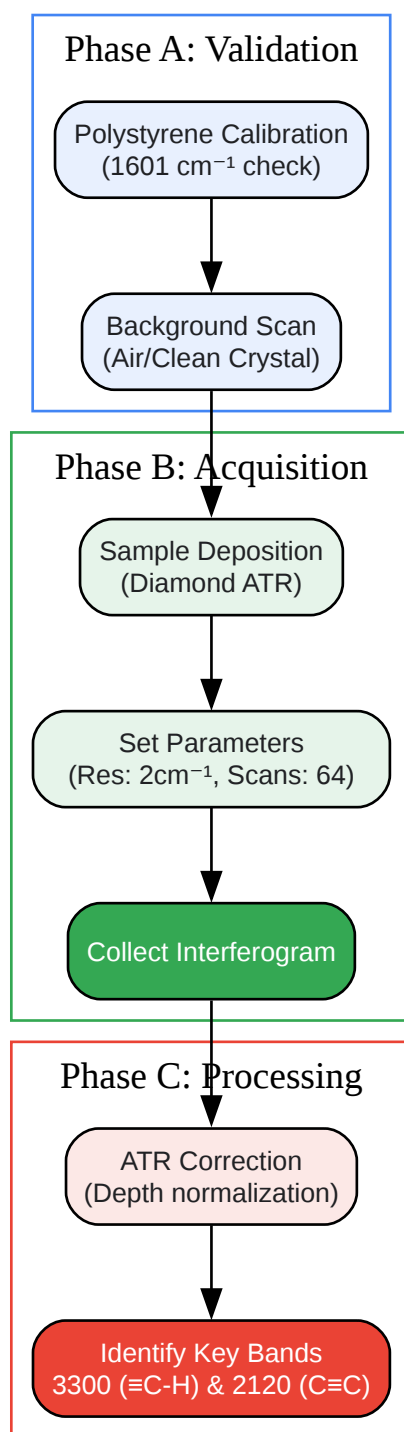 Phase A: Validation
Polystyrene Calibration
(1601 cm⁻¹ check)
Background Scan
(Air/Clean Crystal)
Phase B: Acquisition
Sample Deposition
(Diamond ATR)
Set Parameters
(Res: 2cm⁻¹, Scans: 64)
Collect Interferogram
Phase C: Processing
ATR Correction
(Depth normalization)
Identify Key Bands
3300 (≡C-H) & 2120 (C≡C)